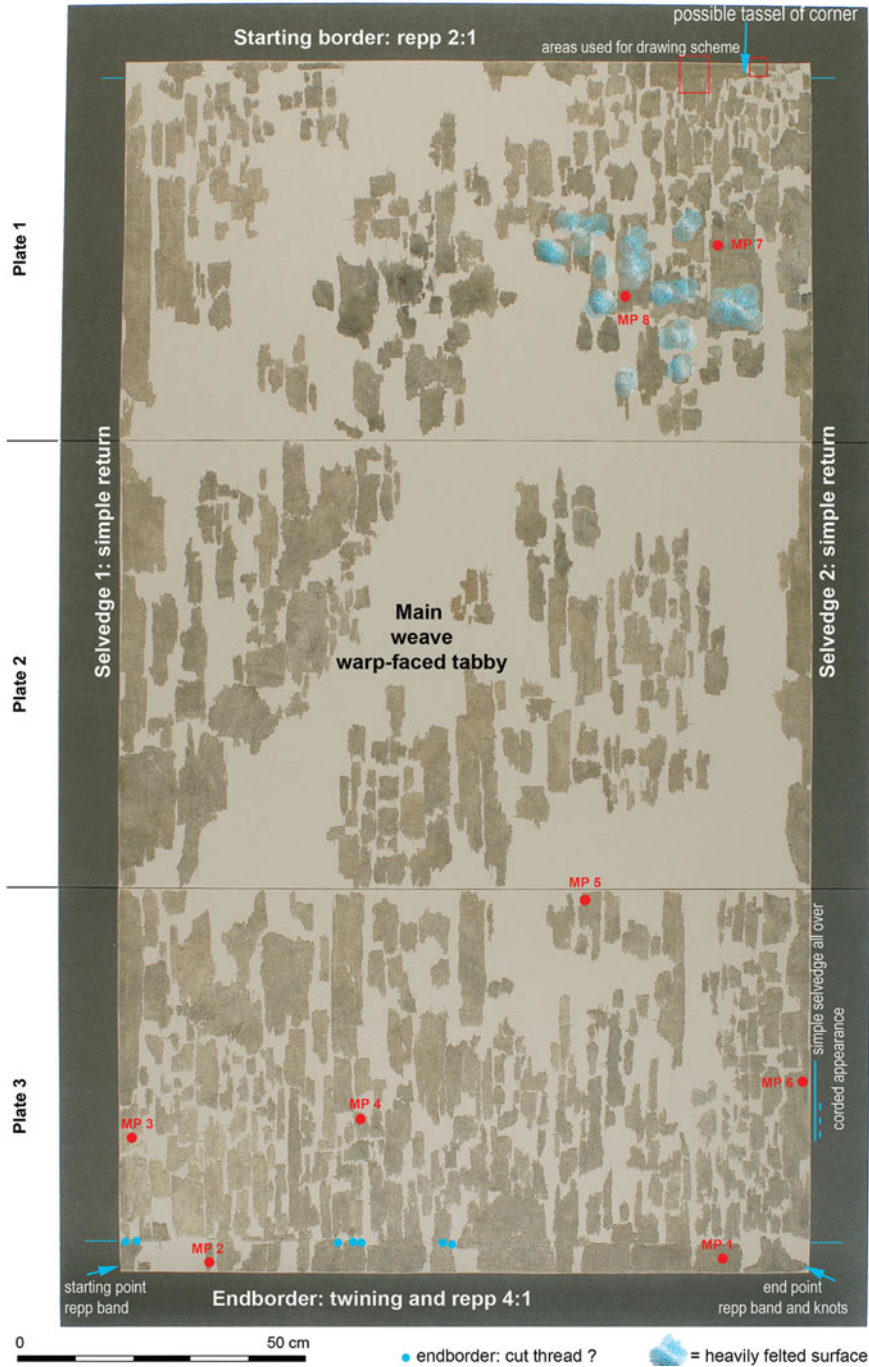 possible tassel of corner
Starting border: repp 2:1
areas used for drawing scheme
Plate 1
MP 7
MP 8
Selvedge 1: simple return
Selvedge 2: simple return
Plate 2
Main
weave
warp-faced tabby
MP 5
simple selvedge all over
corded appearance
Plate 3
MP 6
MP 4
MP 3
MP 2
MP 1
starting point
repp band
Endborder: twining and repp 4:1
end point
repp band and knots
0
50 cm
endborder: cut thread ?
= heavily felted surface